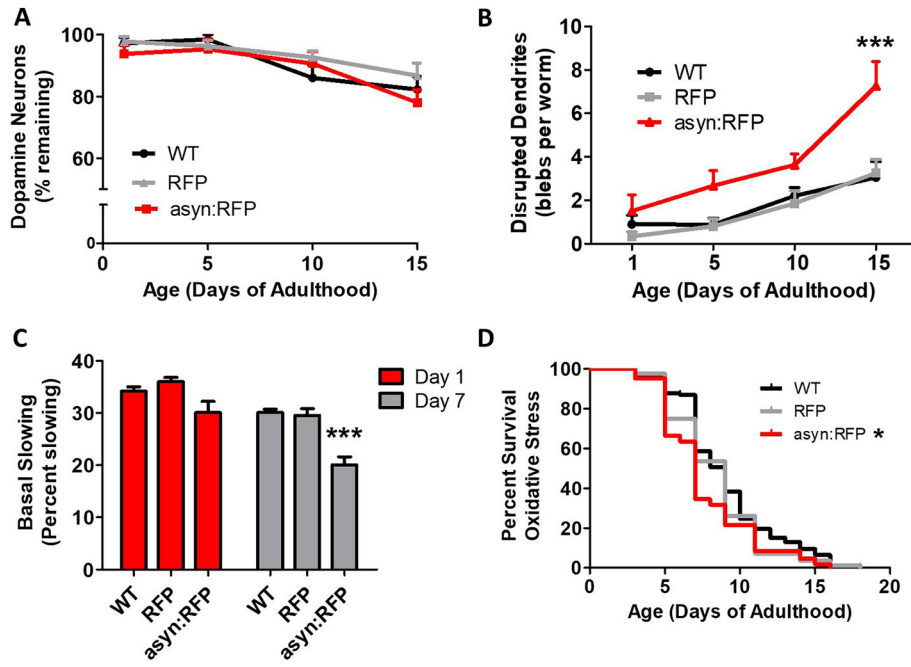 A
Dopamine Neurons
(% remaining)
100
80
60
0
WT
RFP
asyn:RFP
0 5 10 15
Age (Days of Adulthood)
B
Disrupted Dendrites
(blebs per worm)
10
8
6
4
2
0
WT
RFP
asyn:RFP
***
1 5 10 15
Age (Days of Adulthood)
C
Basal Slowing
(Percent slowing)
40
30
20
10
0
Day 1
Day 7
***
WT RFP asyn:RFP WT RFP asyn:RFP
D
Percent Survival
Oxidative Stress
100
80
60
40
20
0
WT
RFP
asyn:RFP *
0 5 10 15 20
Age (Days of Adulthood)